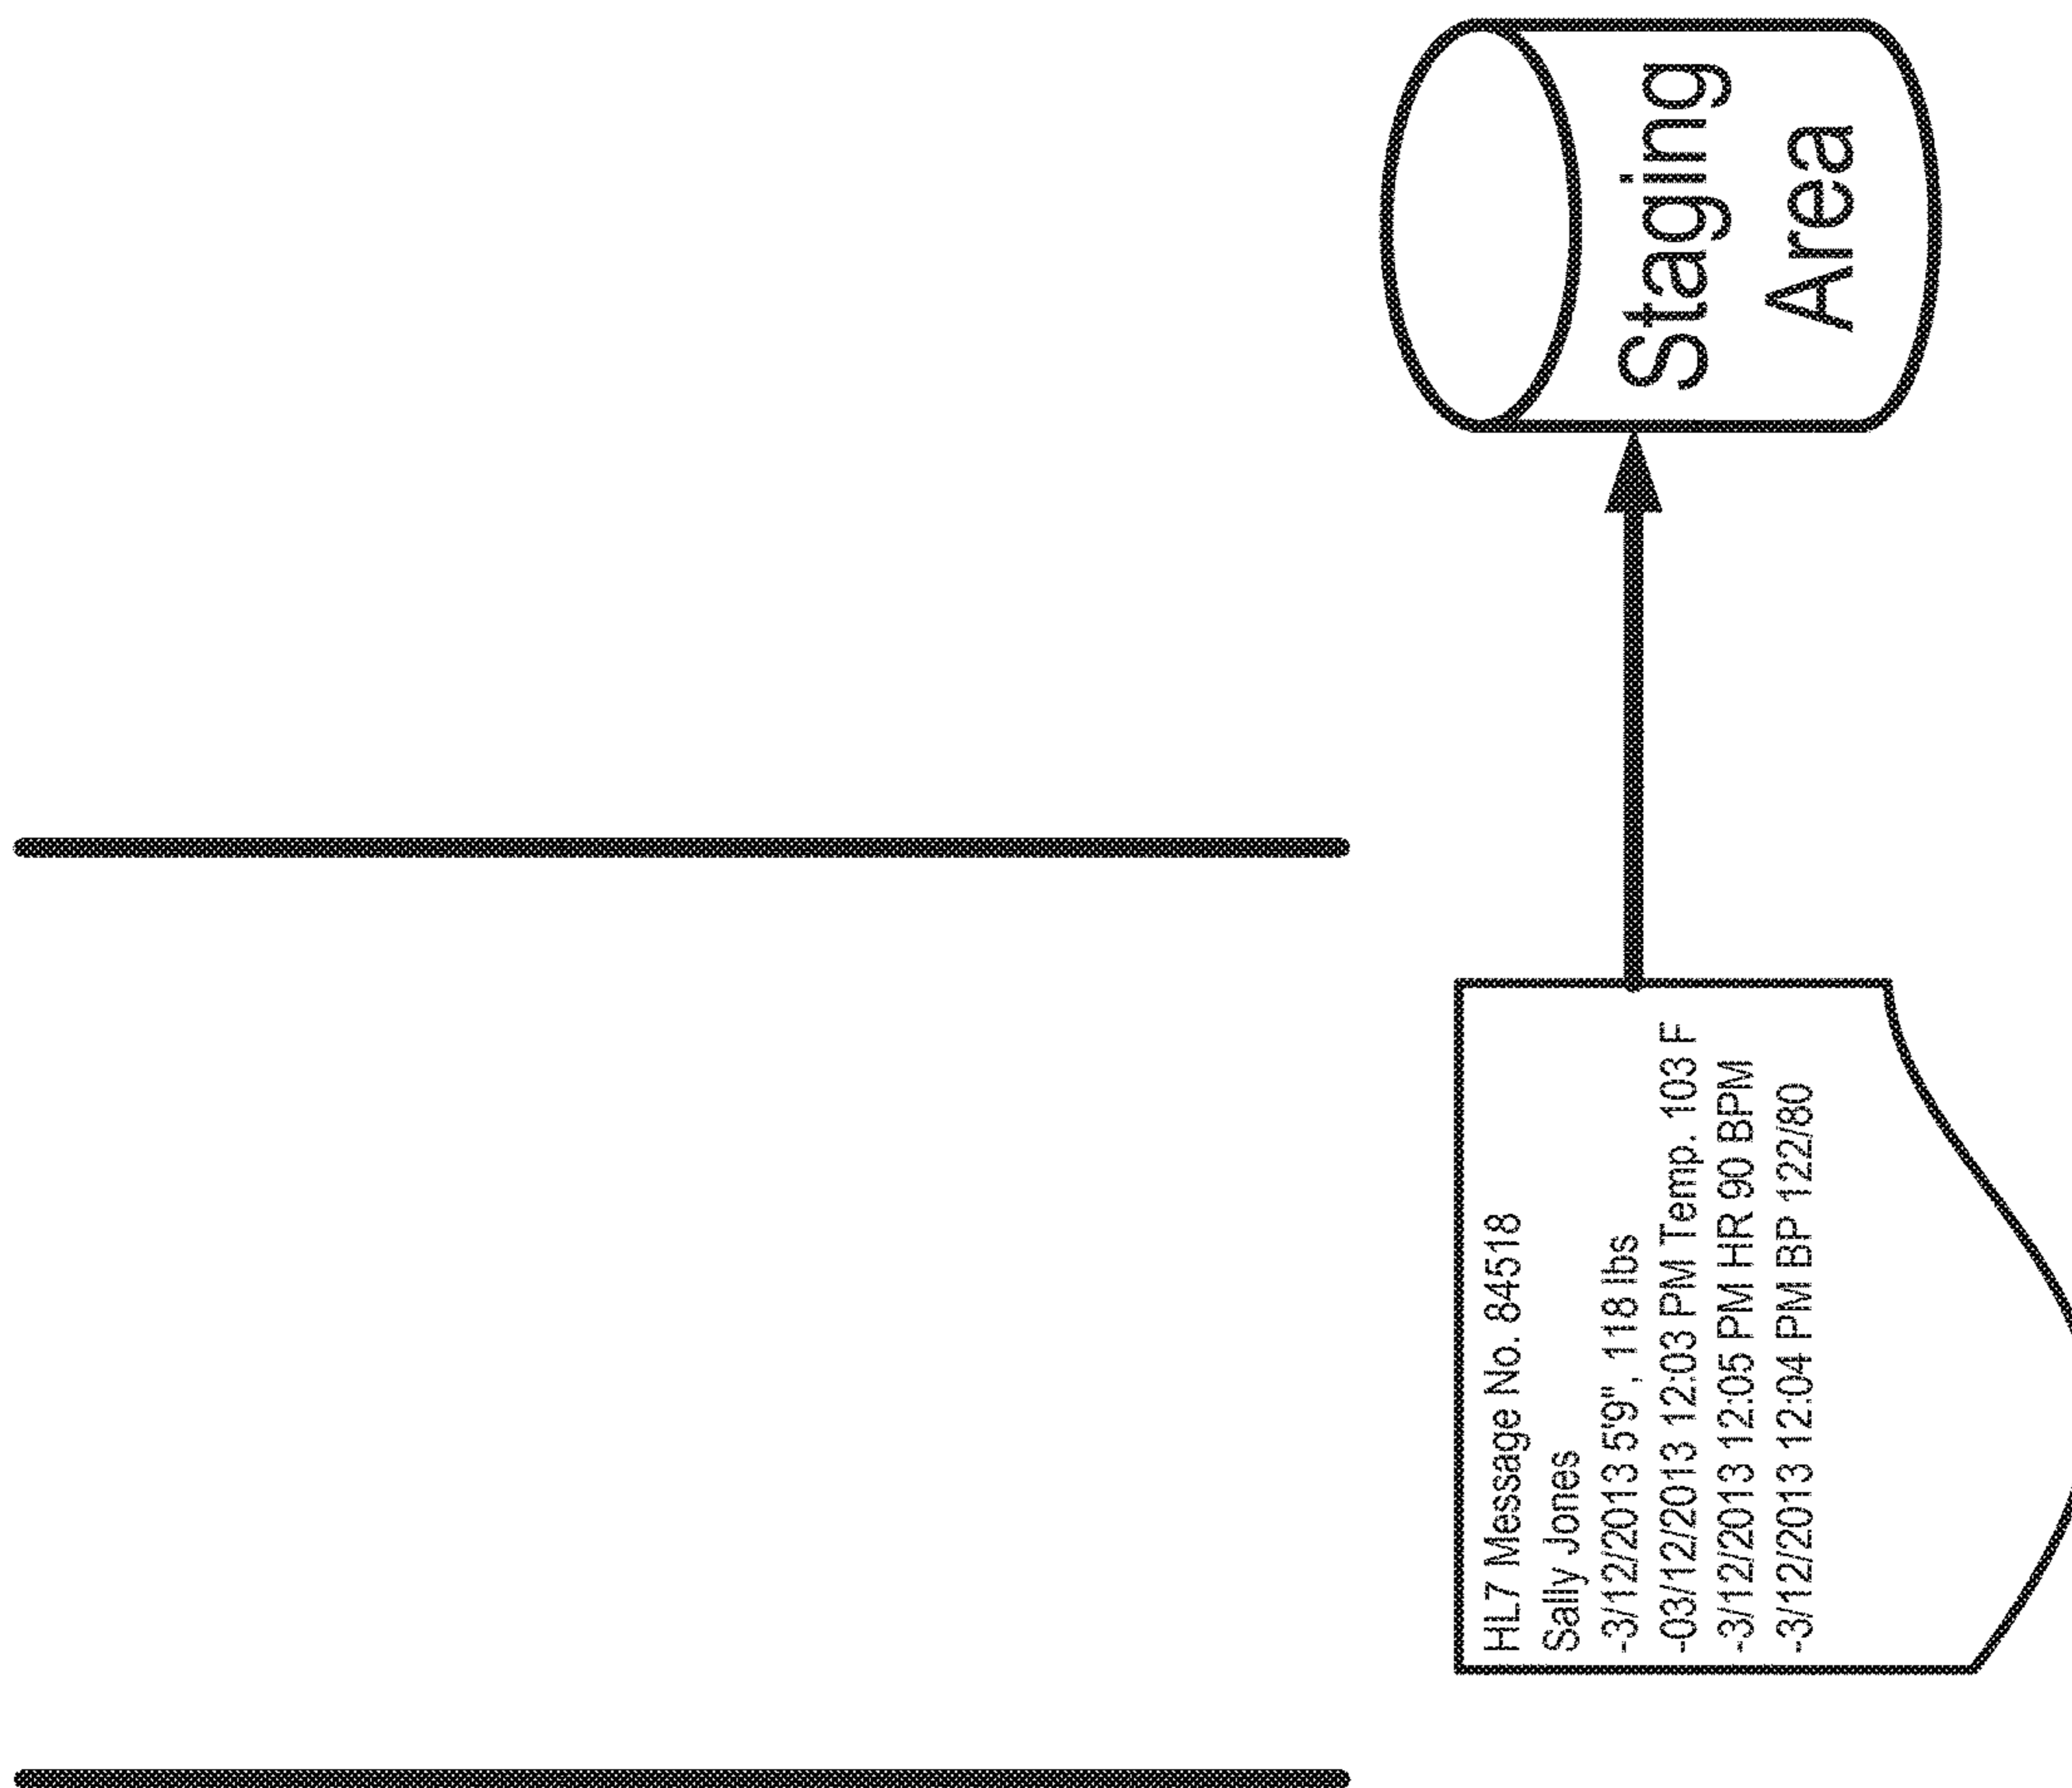 HL7 Message No. 84518
Sally Jones
-3/12/2013 5'9", 118 lbs
-03/12/2013 12:03 PM Temp. 103 F
-3/12/2013 12:05 PM HR 90 BPM
-3/12/2013 12:04 PM BP 122/80
Staging
Area